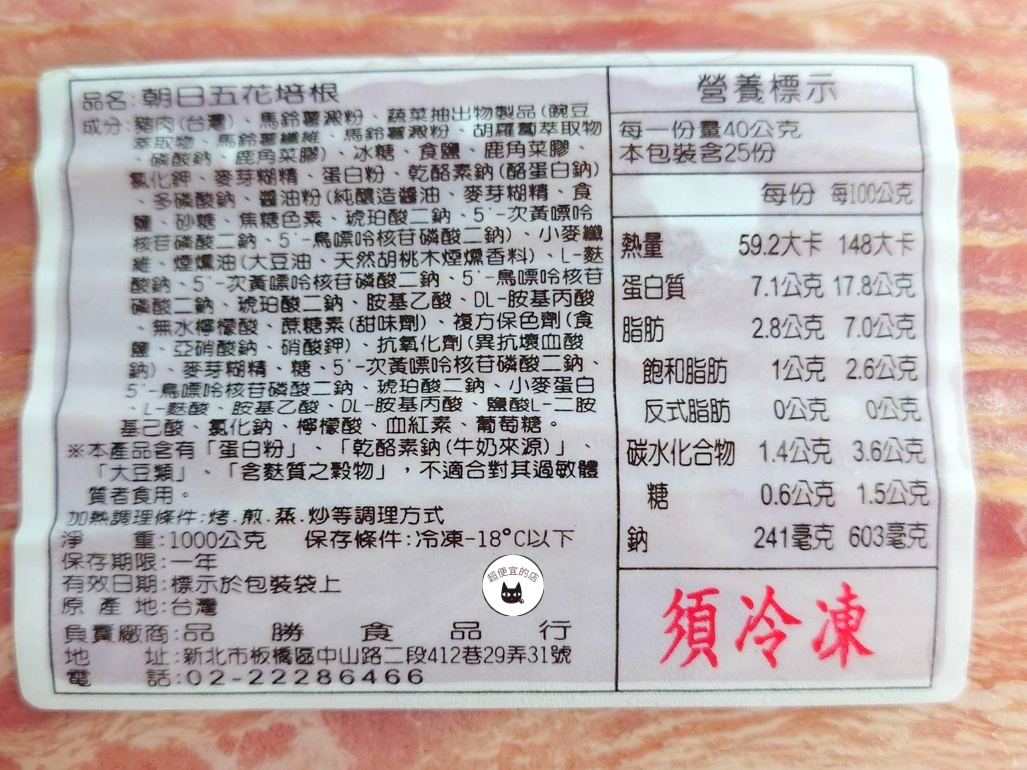 品名:朝日五花培根
成分:豬肉(台灣)、馬鈴薯澱粉、蔬菜抽出物製品(豌豆
萃取物、馬鈴薯纖維、馬鈴薯澱粉、胡蘿蔔萃取物
、磷酸鈉、鹿角菜膠)、冰糖、食鹽、鹿角菜膠、
氯化鉀、麥芽糊精、蛋白粉、乾酪素鈉(酪蛋白鈉)
、多磷酸鈉、醬油粉(純釀造醬油、麥芽糊精、食
鹽、砂糖、焦糖色素、琥珀酸二鈉、5'-次黃嘌呤
核苷磷酸二鈉、5'-鳥嘌呤核苷磷酸二鈉)、小麥纖
維、煙燻油(大豆油、天然胡桃木煙燻香料)、L-麩
酸鈉、5'-次黃嘌呤核苷磷酸二鈉、5'-鳥嘌呤核苷
磷酸二鈉、琥珀酸二鈉、胺基乙酸、DL-胺基丙酸
、無水檸檬酸、蔗糖素(甜味劑)、複方保色劑(食
鹽、亞硝酸鈉、硝酸鉀)、抗氧化劑(異抗壞血酸
鈉)、麥芽糊精、糖、5'-次黃嘌呤核苷磷酸二鈉、
5'-鳥嘌呤核苷磷酸二鈉、琥珀酸二鈉、小麥蛋白
、L-麩酸、胺基乙酸、DL-胺基丙酸、鹽酸L-二胺
基己酸、氯化鈉、檸檬酸、血紅素、葡萄糖。
※本產品含有「蛋白粉」、「乾酪素鈉(牛奶來源)」、
「大豆類」、「含麩質之穀物」，不適合對其過敏體
質者食用。
加熱調理條件:烤.煎.蒸.炒等調理方式
淨 重:1000公克 保存條件:冷凍-18°C以下
保存期限:一年
有效日期:標示於包裝袋上
原產地:台灣
負責廠商:品勝食品行
地 址:新北市板橋區中山路二段412巷29弄31號
電 話:02-22286466
超便宜的店
營養標示
每一份量40公克
本包裝含25份
每份 每100公克
熱量 59.2大卡 148大卡
蛋白質 7.1公克 17.8公克
脂肪 2.8公克 7.0公克
飽和脂肪 1公克 2.6公克
反式脂肪 0公克 0公克
碳水化合物 1.4公克 3.6公克
糖 0.6公克 1.5公克
鈉 241毫克 603毫克
須冷凍